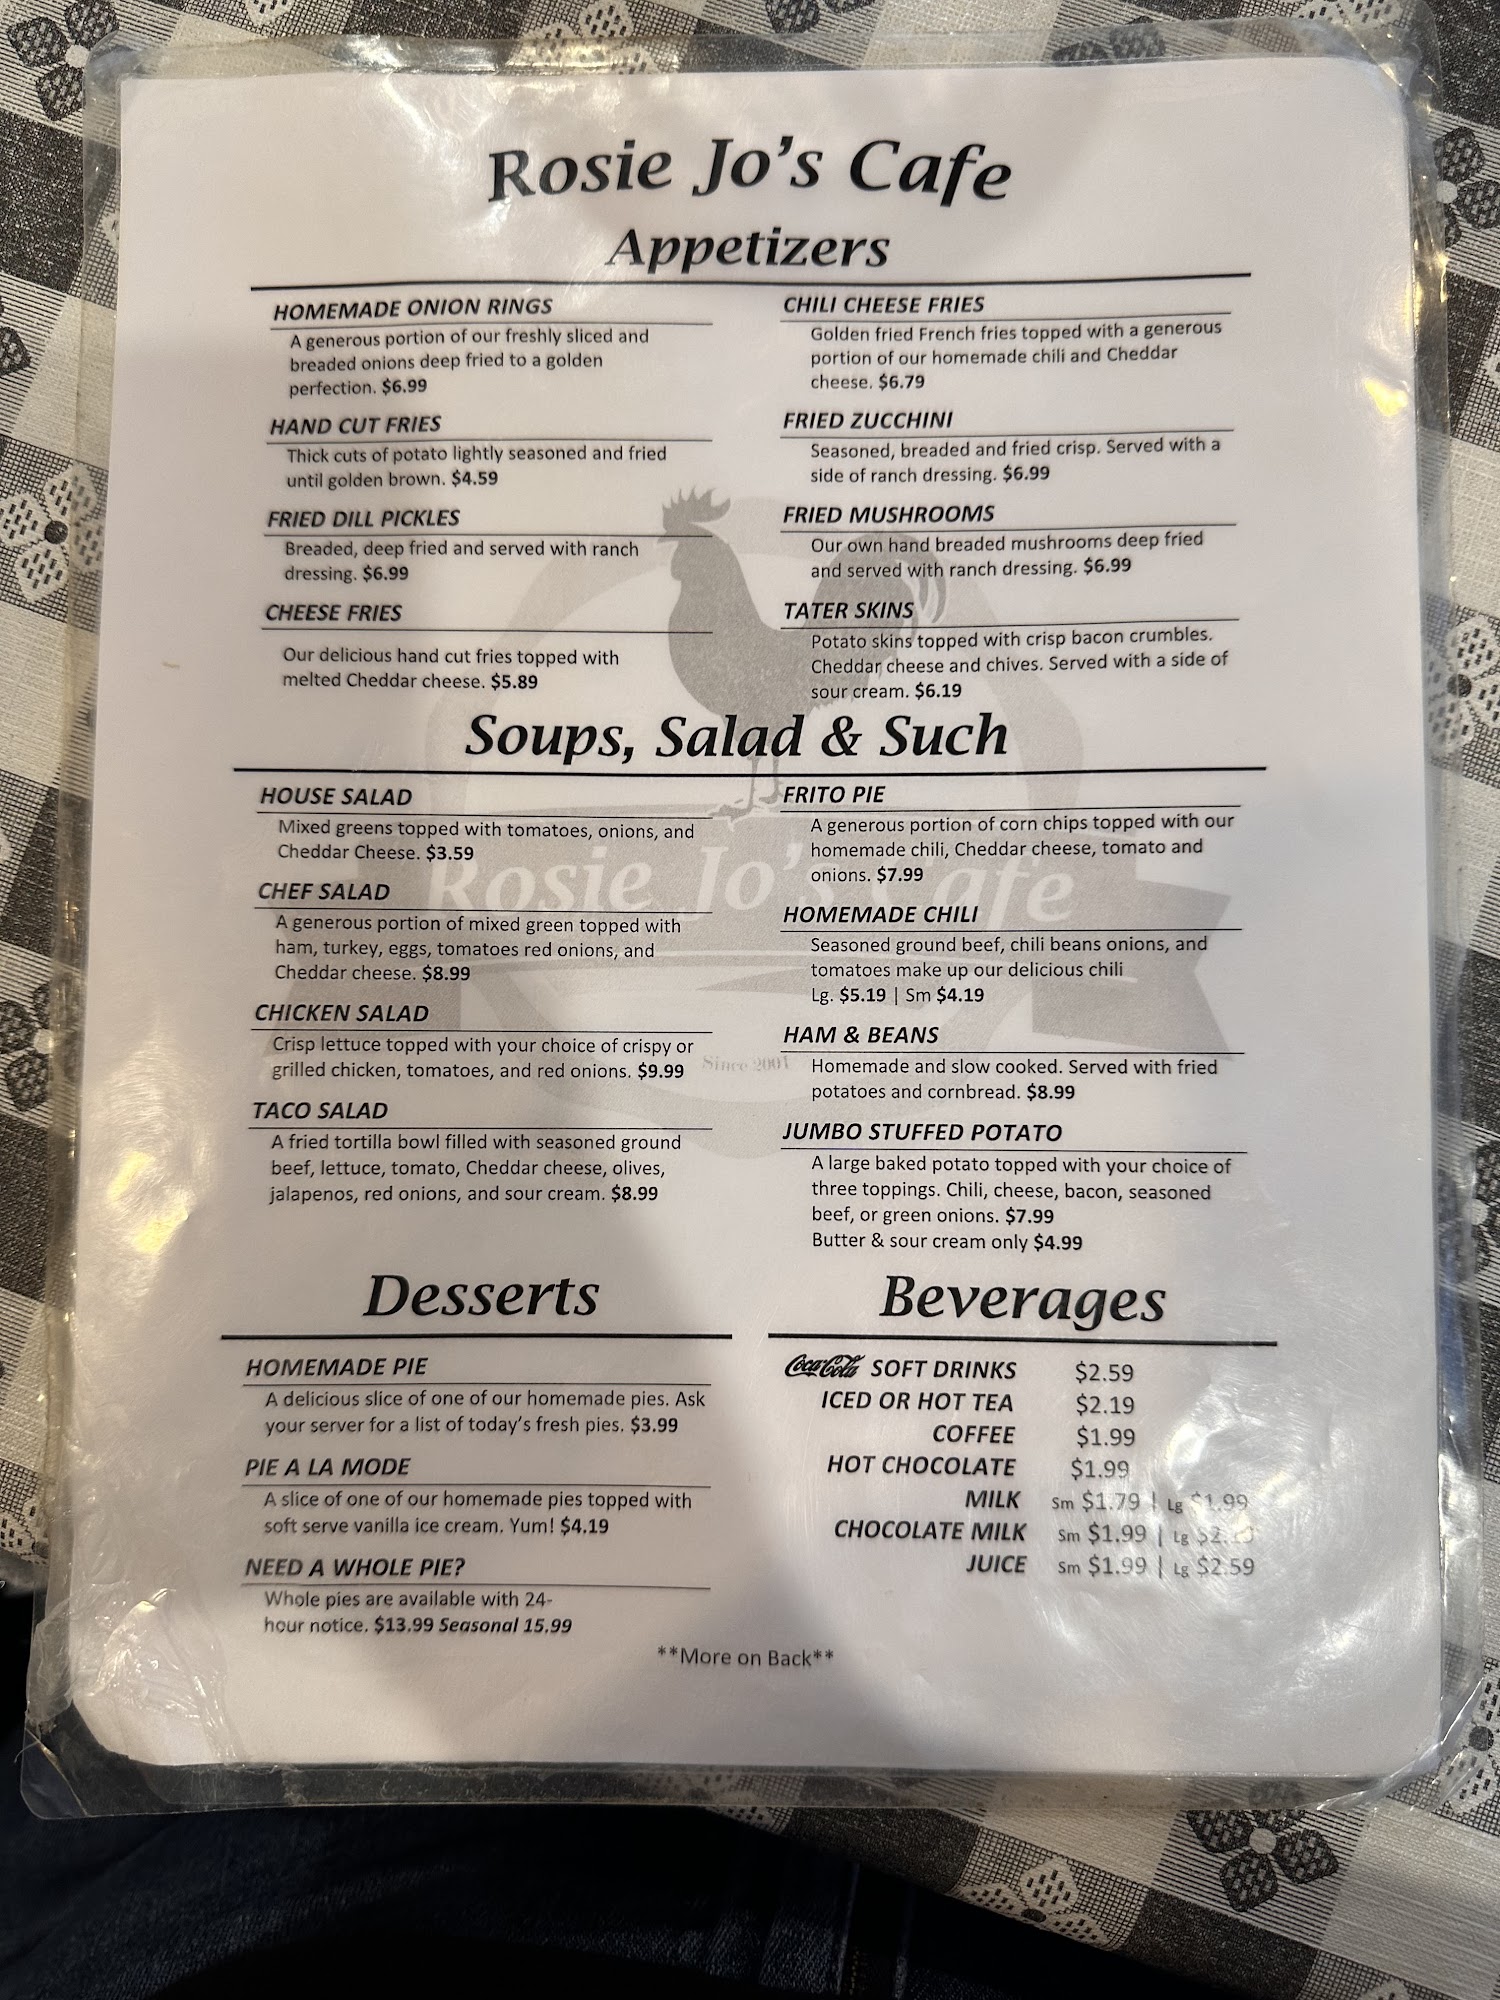 Rosie Jo's Cafe
Appetizers
HOMEMADE ONION RINGS
A generous portion of our freshly sliced and
breaded onions deep fried to a golden
perfection. $6.99
HAND CUT FRIES
Thick cuts of potato lightly seasoned and fried
until golden brown. $4.59
FRIED DILL PICKLES
Breaded, deep fried and served with ranch
dressing. $6.99
CHEESE FRIES
Our delicious hand cut fries topped with
melted Cheddar cheese. $5.89
CHILI CHEESE FRIES
Golden fried French fries topped with a generous
portion of our homemade chili and Cheddar
cheese. $6.79
FRIED ZUCCHINI
Seasoned, breaded and fried crisp. Served with a
side of ranch dressing. $6.99
FRIED MUSHROOMS
Our own hand breaded mushrooms deep fried
and served with ranch dressing. $6.99
TATER SKINS
Potato skins topped with crisp bacon crumbles.
Cheddar cheese and chives. Served with a side of
sour cream. $6.19
Soups, Salad & Such
HOUSE SALAD
Mixed greens topped with tomatoes, onions, and
Cheddar Cheese. $3.59
CHEF SALAD
A generous portion of mixed green topped with
ham, turkey, eggs, tomatoes red onions, and
Cheddar cheese. $8.99
CHICKEN SALAD
Crisp lettuce topped with your choice of crispy or
grilled chicken, tomatoes, and red onions. $9.99
TACO SALAD
A fried tortilla bowl filled with seasoned ground
beef, lettuce, tomato, Cheddar cheese, olives,
jalapenos, red onions, and sour cream. $8.99
FRITO PIE
A generous portion of corn chips topped with our
homemade chili, Cheddar cheese, tomato and
onions. $7.99
HOMEMADE CHILI
Seasoned ground beef, chili beans onions, and
tomatoes make up our delicious chili
Lg. $5.19 | Sm $4.19
HAM & BEANS
Homemade and slow cooked. Served with fried
potatoes and cornbread. $8.99
JUMBO STUFFED POTATO
A large baked potato topped with your choice of
three toppings. Chili, cheese, bacon, seasoned
beef, or green onions. $7.99
Butter & sour cream only $4.99
Rosie Jo's Cafe
Since 2001
Desserts
HOMEMADE PIE
A delicious slice of one of our homemade pies. Ask
your server for a list of today's fresh pies. $3.99
PIE A LA MODE
A slice of one of our homemade pies topped with
soft serve vanilla ice cream. Yum! $4.19
NEED A WHOLE PIE?
Whole pies are available with 24-
hour notice. $13.99 Seasonal 15.99
Beverages
Coca-Cola SOFT DRINKS $2.59
ICED OR HOT TEA $2.19
COFFEE $1.99
HOT CHOCOLATE $1.99
MILK Sm $1.79 | Lg $1.99
CHOCOLATE MILK Sm $1.99 | Lg
JUICE Sm $1.99 | Lg $2.59
**More on Back**